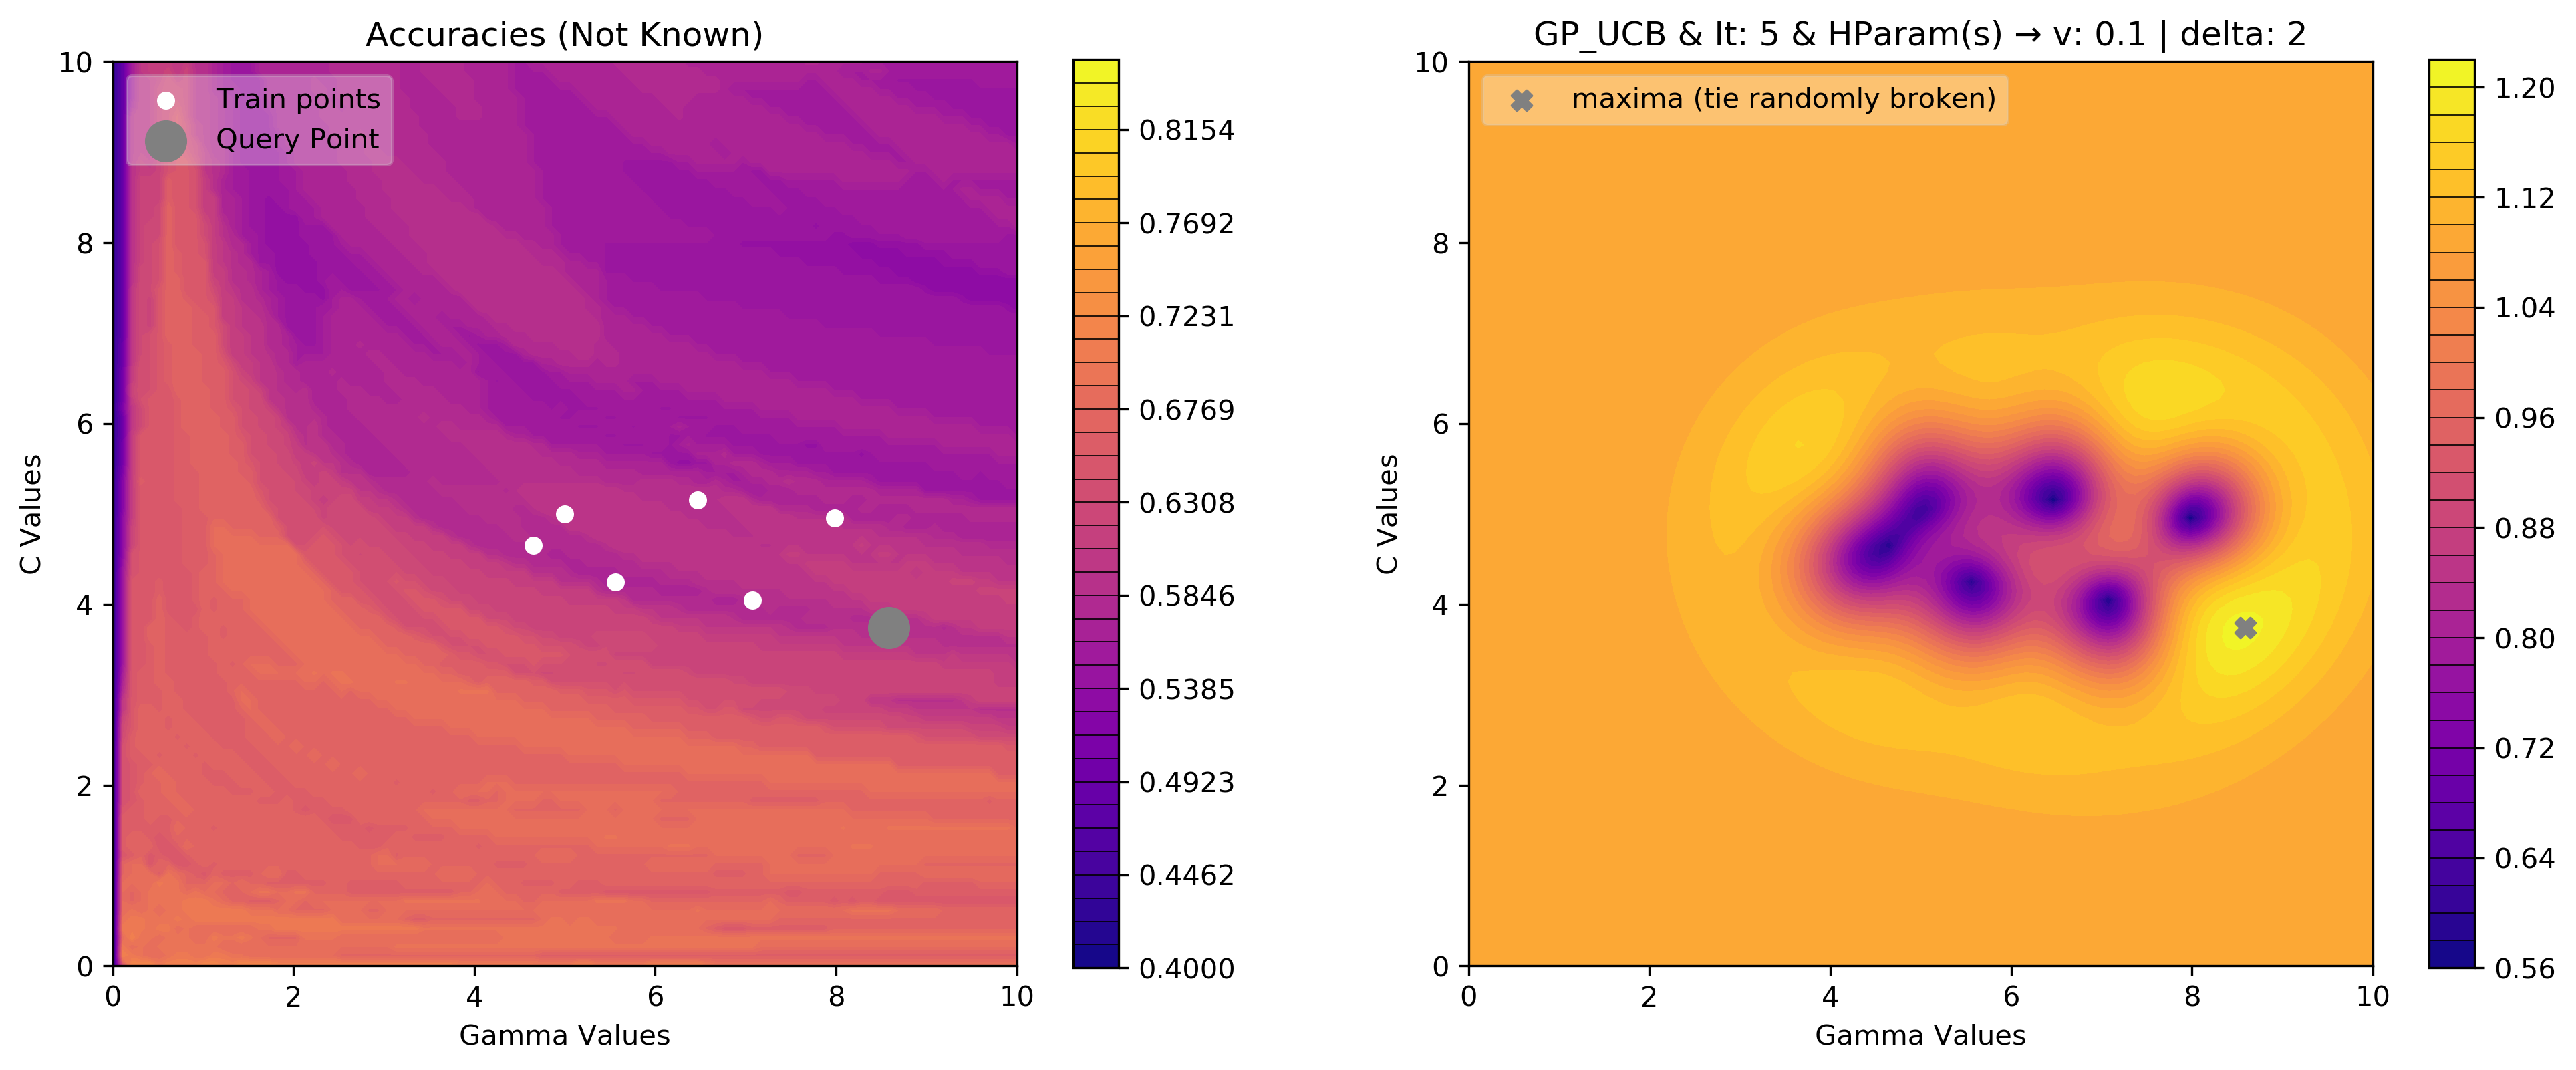 Accuracies (Not Known)
Train points
Query Point
10
8
6
4
2
0
C Values
0 2 4 6 8 10
Gamma Values
0.8154
0.7692
0.7231
0.6769
0.6308
0.5846
0.5385
0.4923
0.4462
0.4000
GP_UCB & It: 5 & HParam(s) → v: 0.1 | delta: 2
maxima (tie randomly broken)
10
8
6
4
2
0
C Values
0 2 4 6 8 10
Gamma Values
1.20
1.12
1.04
0.96
0.88
0.80
0.72
0.64
0.56